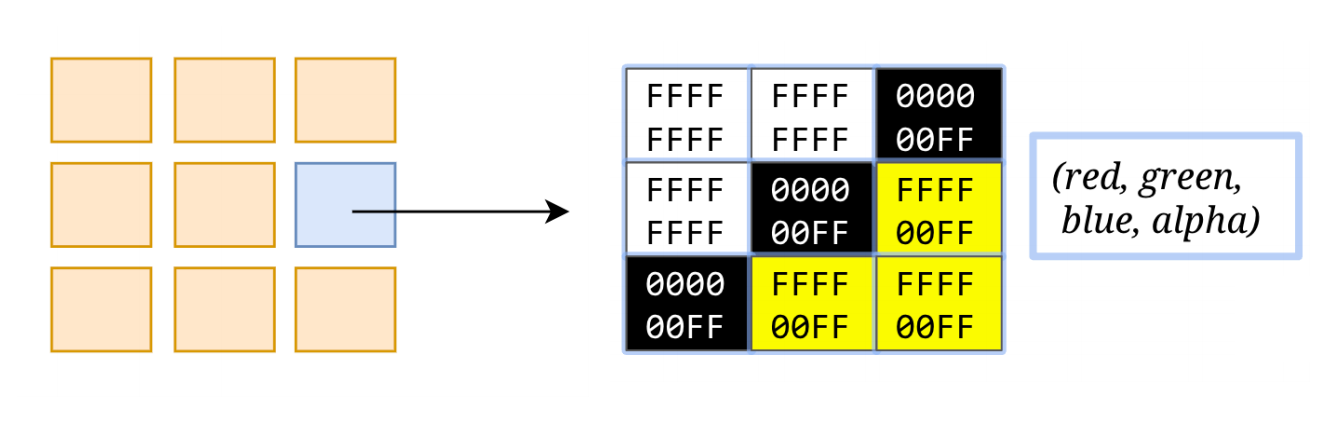 FFFF FFFF 0000
FFFF FFFF 00FF
FFFF 0000 FFFF
FFFF 00FF 00FF
0000 FFFF FFFF
00FF 00FF 00FF
(red, green,
blue, alpha)